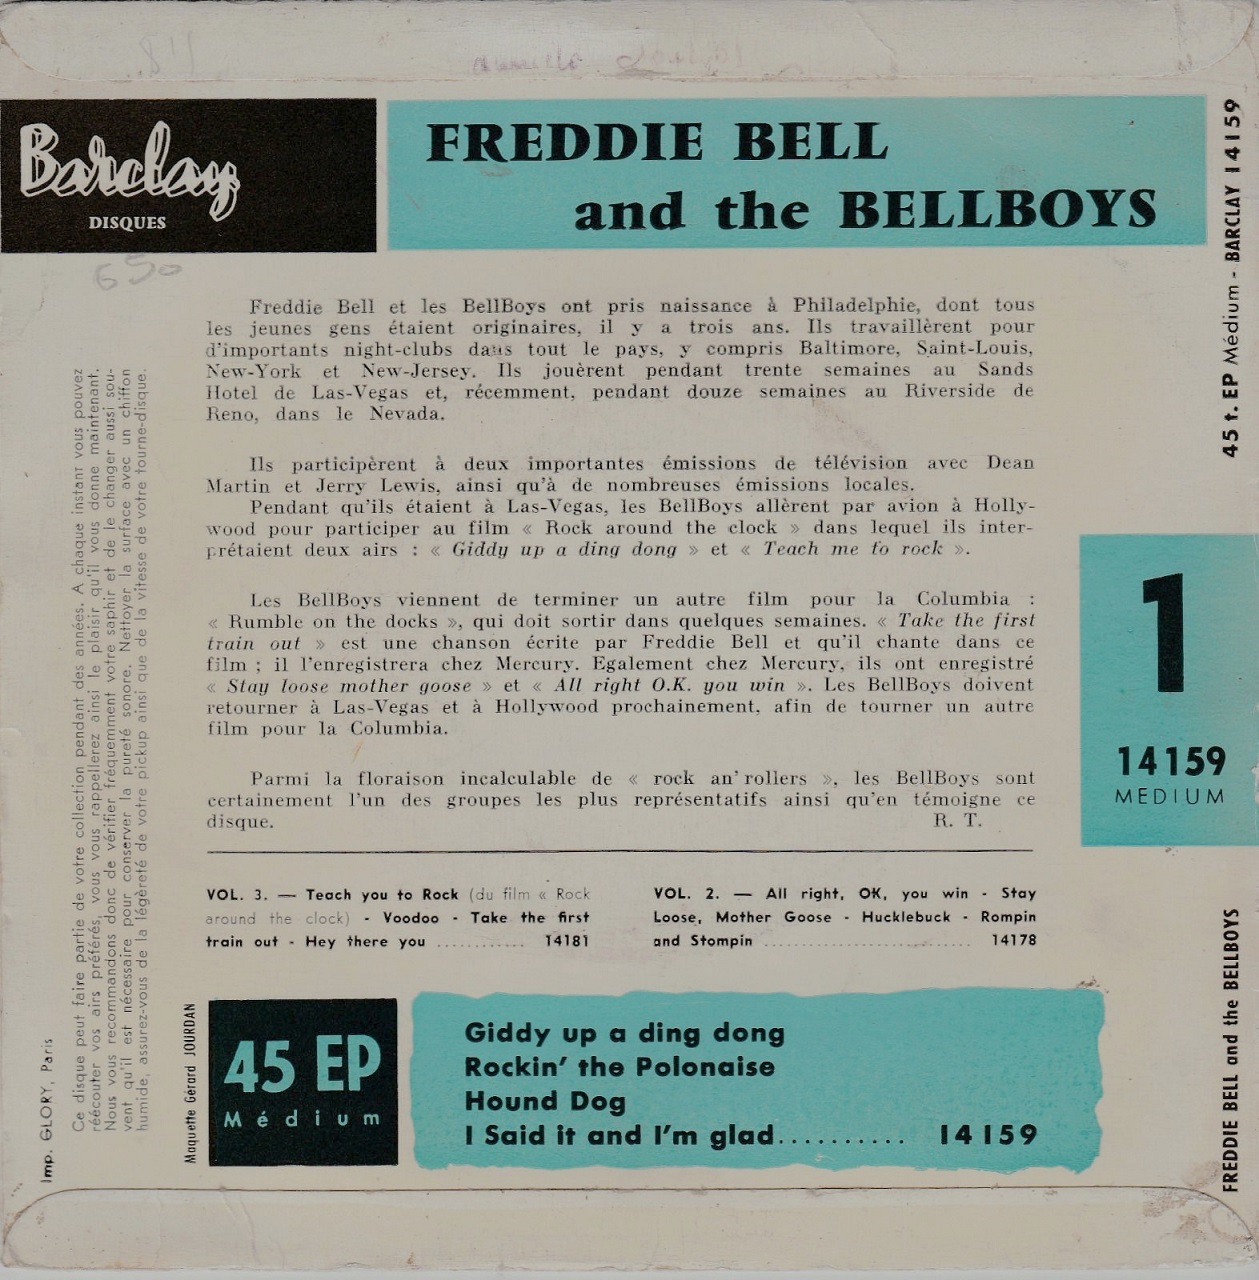 Barclay
DISQUES
FREDDIE BELL
and the BELLBOYS
650
Freddie Bell et les BellBoys ont pris naissance à Philadelphie, dont tous
les jeunes gens étaient originaires, il y a trois ans. Ils travaillèrent pour
d'importants night-clubs dans tout le pays, y compris Baltimore, Saint-Louis,
New-York et New-Jersey. Ils jouèrent pendant trente semaines au Sands
Hotel de Las-Vegas et, récemment, pendant douze semaines au Riverside de
Reno, dans le Nevada.
Ils participèrent à deux importantes émissions de télévision avec Dean
Martin et Jerry Lewis, ainsi qu'à de nombreuses émissions locales.
Pendant qu'ils étaient à Las-Vegas, les BellBoys allèrent par avion à Holly-
wood pour participer au film « Rock around the clock » dans lequel ils inter-
prétaient deux airs : « Giddy up a ding dong » et « Teach me to rock ».
Les BellBoys viennent de terminer un autre film pour la Columbia :
« Rumble on the docks », qui doit sortir dans quelques semaines. « Take the first
train out » est une chanson écrite par Freddie Bell et qu'il chante dans ce
film ; il l'enregistrera chez Mercury. Egalement chez Mercury, ils ont enregistré
« Stay loose mother goose » et « All right O.K. you win ». Les BellBoys doivent
retourner à Las-Vegas et à Hollywood prochainement, afin de tourner un autre
film pour la Columbia.
Parmi la floraison incalculable de « rock an' rollers », les BellBoys sont
certainement l'un des groupes les plus représentatifs ainsi qu'en témoigne ce
disque. R. T.
VOL. 3. — Teach you to Rock (du film « Rock
around the clock) - Voodoo - Take the first
train out - Hey there you ............ 14181
VOL. 2. — All right, OK, you win - Stay
Loose, Mother Goose - Hucklebuck - Rompin
and Stompin ............................ 14178
45 EP
Médium
Giddy up a ding dong
Rockin' the Polonaise
Hound Dog
I Said it and I'm glad.......... 14159
1
14159
MEDIUM
45 t. EP Médium - BARCLAY 14159
FREDDIE BELL and the BELLBOYS
Ce disque peut faire partie de votre collection pendant des années. A chaque instant vous pouvez
réécouter vos airs préférés, vous vous rappellerez ainsi le plaisir qu'il vous donne maintenant.
Nous vous recommandons donc de vérifier fréquemment votre saphir et de le changer aussi sou-
vent qu'il est nécessaire pour conserver la pureté sonore. Nettoyer la surface avec un chiffon
humide, assurez-vous de la légèreté de votre pickup ainsi que de la vitesse de votre tourne-disque.
Imp. GLORY, Paris
Maquette Gérard JOURDAN